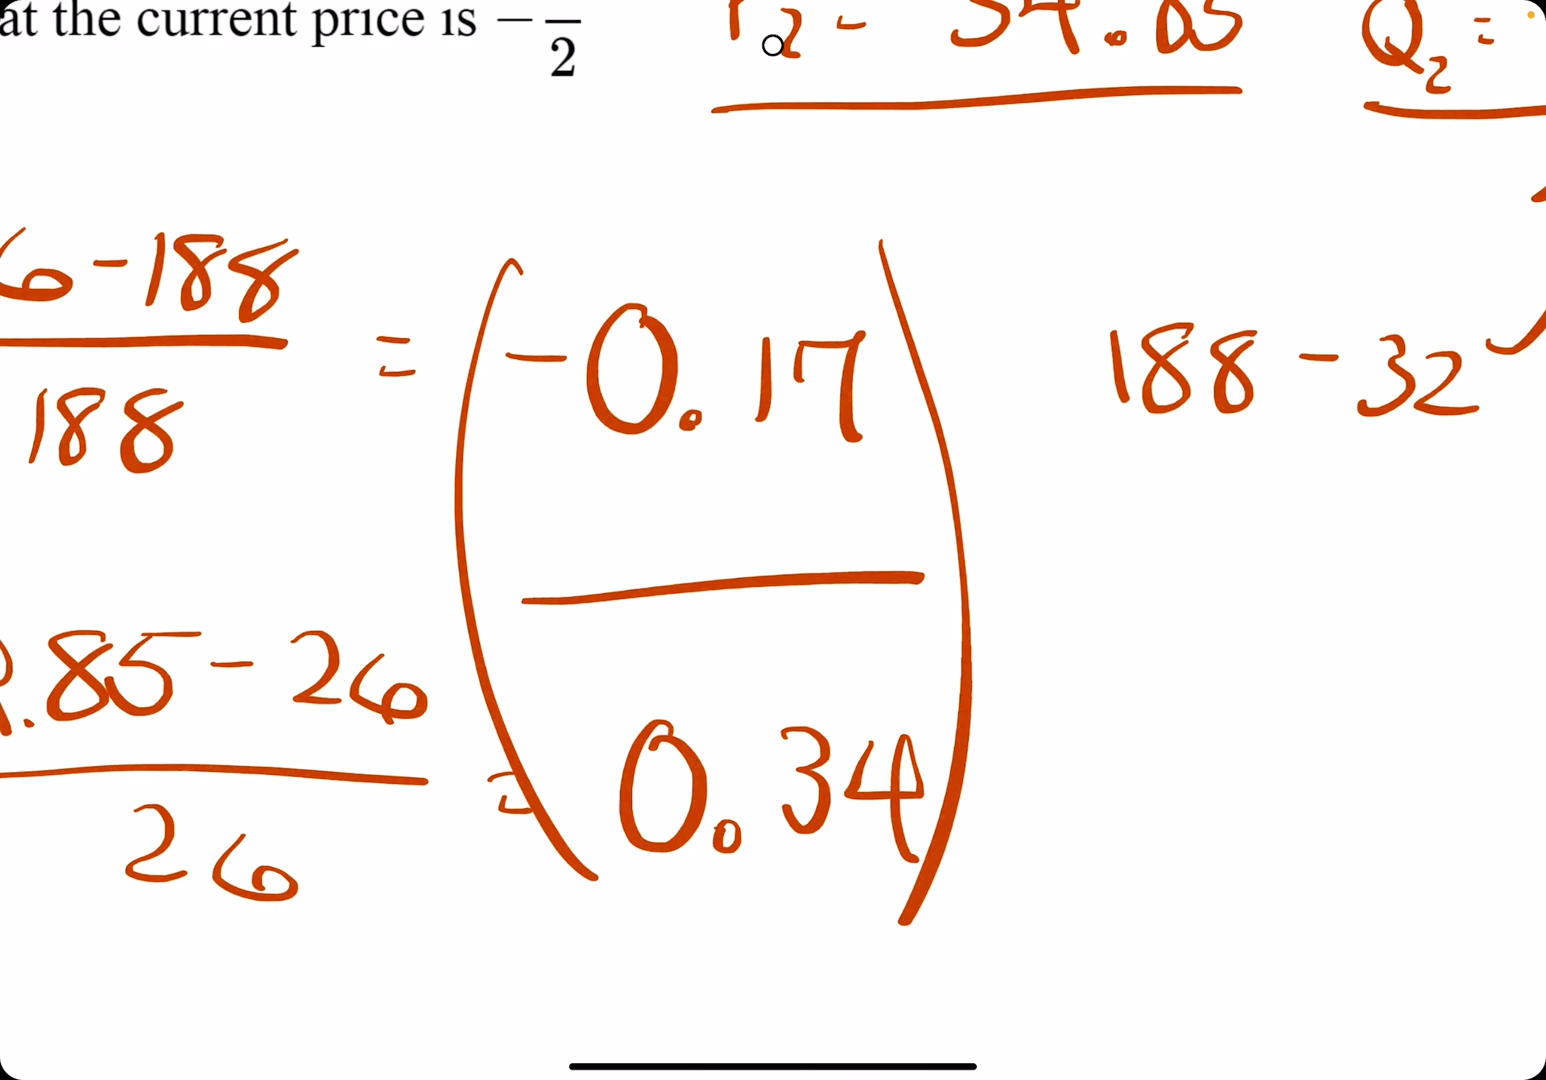 at the current price is − /2
34.85 Q₂ =
6 - 188 / 188 = ( -0.17
188 - 32
.85 - 26 / 26 = 0.34 )